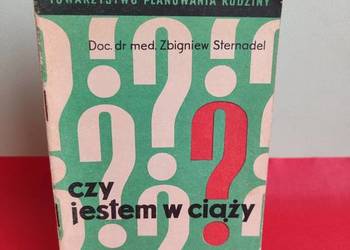 TOWARZYSTWO PLANOWANIA RODZINY
Doc. dr med. Zbigniew Sternadel
? ? ? ?
? ? ? ?
czy
jestem w ciąży